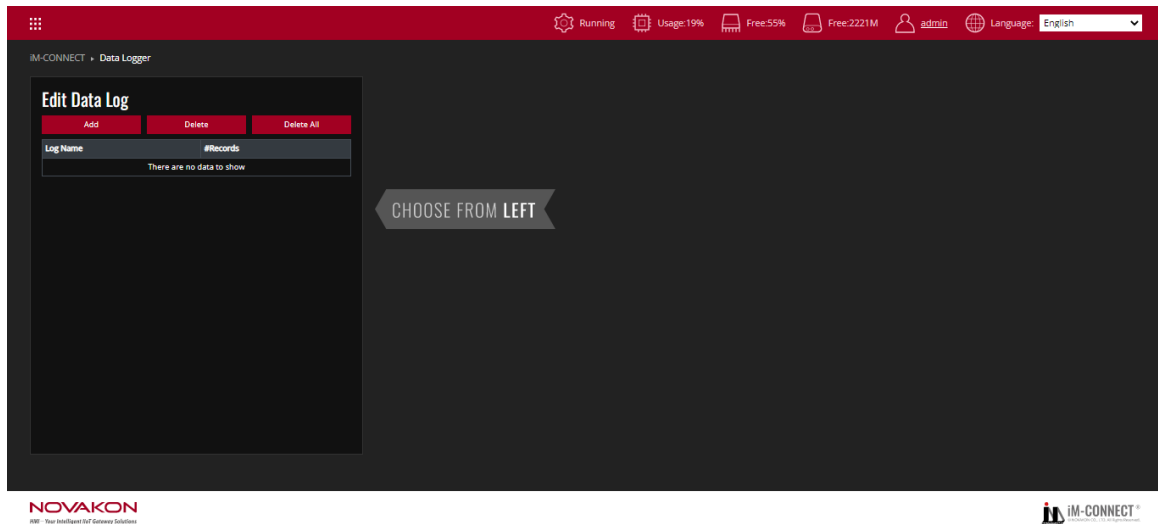 Running Usage:19% Free:55% Free:2221M admin Language: English
iM-CONNECT ▸ Data Logger
Edit Data Log
Add Delete Delete All
Log Name #Records
There are no data to show
CHOOSE FROM LEFT
NOVAKON
HMI - Your Intelligent IIoT Gateway Solutions
iM iM-CONNECT®